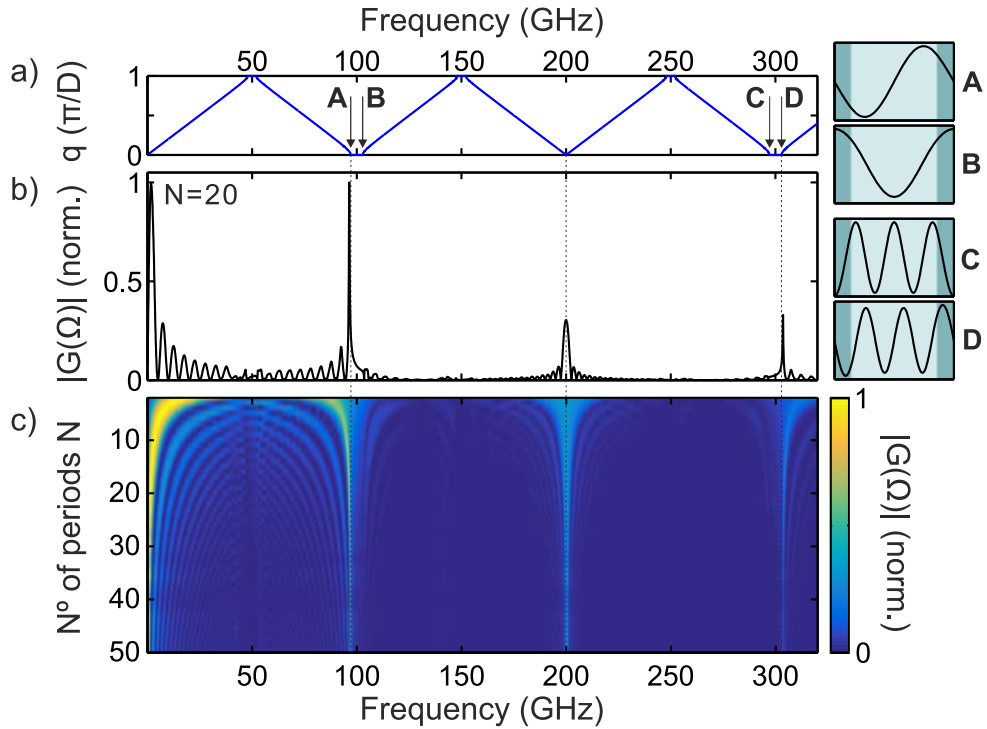 Frequency (GHz)
50 100 150 200 250 300
a)
q (π/D)
1
0
A B C D
b)
|G(Ω)| (norm.)
1
0.5
0
N=20
c)
Nº of periods N
10
20
30
40
50
50 100 150 200 250 300
Frequency (GHz)
A
B
C
D
1
0
|G(Ω)| (norm.)